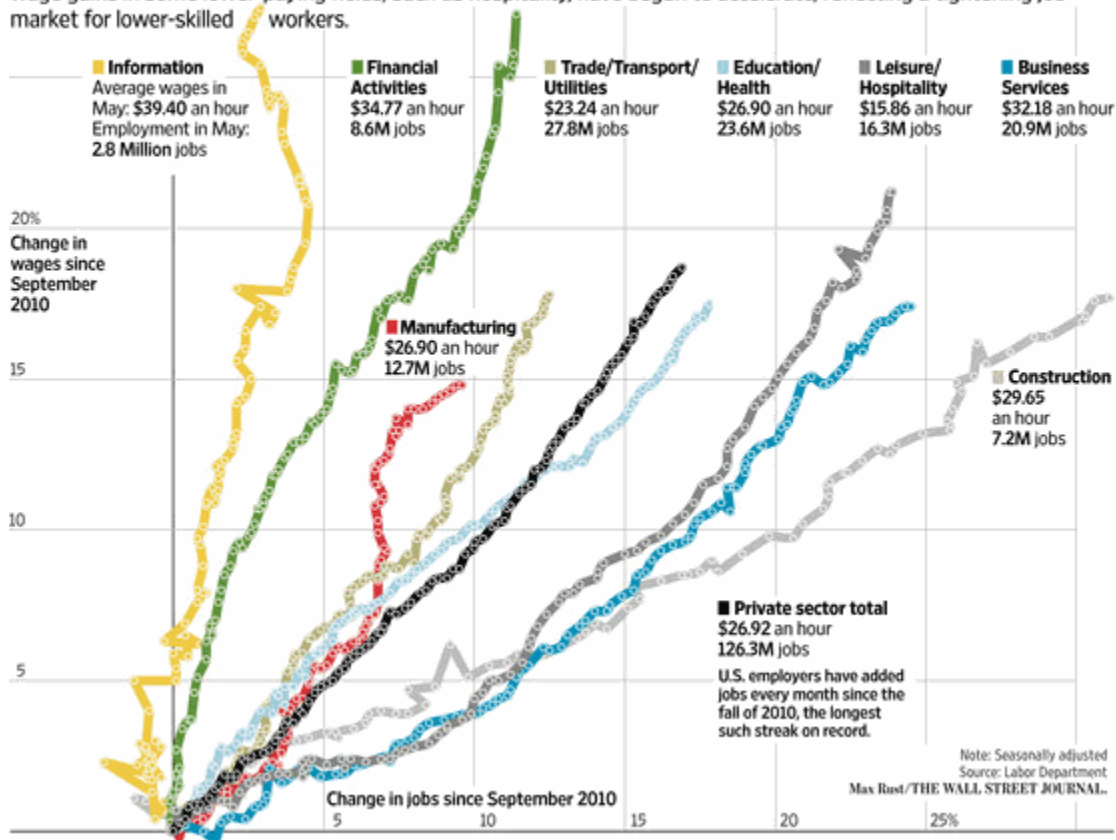 market for lower-skilled workers.
Information
Average wages in
May: $39.40 an hour
Employment in May:
2.8 Million jobs
Financial
Activities
$34.77 an hour
8.6M jobs
Trade/Transport/
Utilities
$23.24 an hour
27.8M jobs
Education/
Health
$26.90 an hour
23.6M jobs
Leisure/
Hospitality
$15.86 an hour
16.3M jobs
Business
Services
$32.18 an hour
20.9M jobs
20%
Change in
wages since
September
2010
Manufacturing
$26.90 an hour
12.7M jobs
15
Construction
$29.65
an hour
7.2M jobs
10
Private sector total
$26.92 an hour
126.3M jobs
U.S. employers have added
jobs every month since the
fall of 2010, the longest
such streak on record.
5
Note: Seasonally adjusted
Source: Labor Department
Max Rust/THE WALL STREET JOURNAL.
Change in jobs since September 2010
5
10
15
20
25%